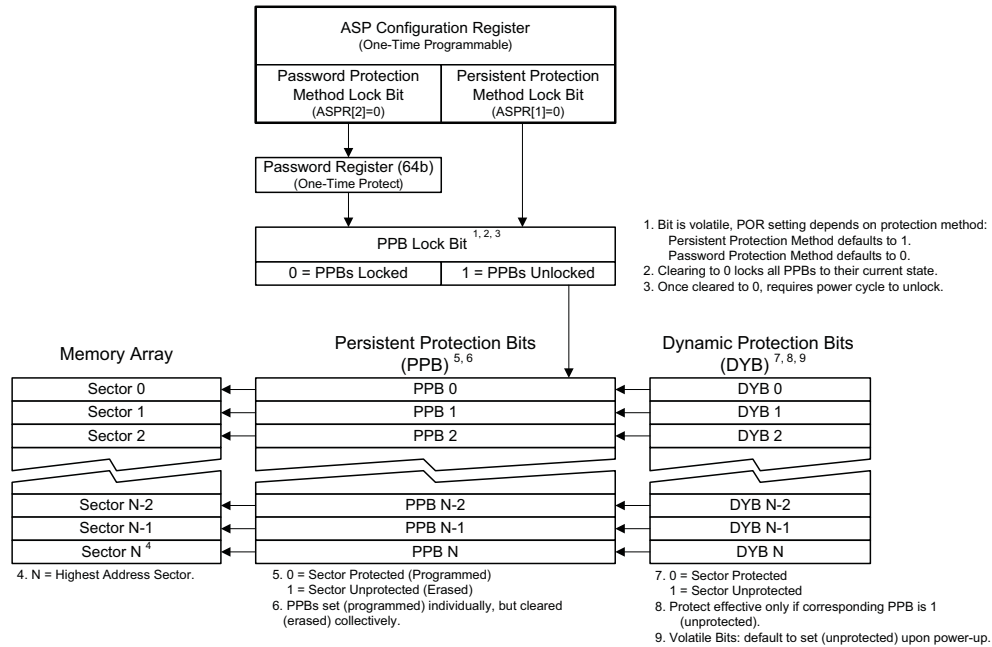 ASP Configuration Register
(One-Time Programmable)
Password Protection
Method Lock Bit
(ASPR[2]=0)
Persistent Protection
Method Lock Bit
(ASPR[1]=0)
Password Register (64b)
(One-Time Protect)
PPB Lock Bit 1, 2, 3
0 = PPBs Locked
1 = PPBs Unlocked
1. Bit is volatile, POR setting depends on protection method:
Persistent Protection Method defaults to 1.
Password Protection Method defaults to 0.
2. Clearing to 0 locks all PPBs to their current state.
3. Once cleared to 0, requires power cycle to unlock.
Memory Array
Sector 0
Sector 1
Sector 2
Sector N-2
Sector N-1
Sector N 4
4. N = Highest Address Sector.
Persistent Protection Bits
(PPB) 5, 6
PPB 0
PPB 1
PPB 2
PPB N-2
PPB N-1
PPB N
5. 0 = Sector Protected (Programmed)
1 = Sector Unprotected (Erased)
6. PPBs set (programmed) individually, but cleared
(erased) collectively.
Dynamic Protection Bits
(DYB) 7, 8, 9
DYB 0
DYB 1
DYB 2
DYB N-2
DYB N-1
DYB N
7. 0 = Sector Protected
1 = Sector Unprotected
8. Protect effective only if corresponding PPB is 1
(unprotected).
9. Volatile Bits: default to set (unprotected) upon power-up.